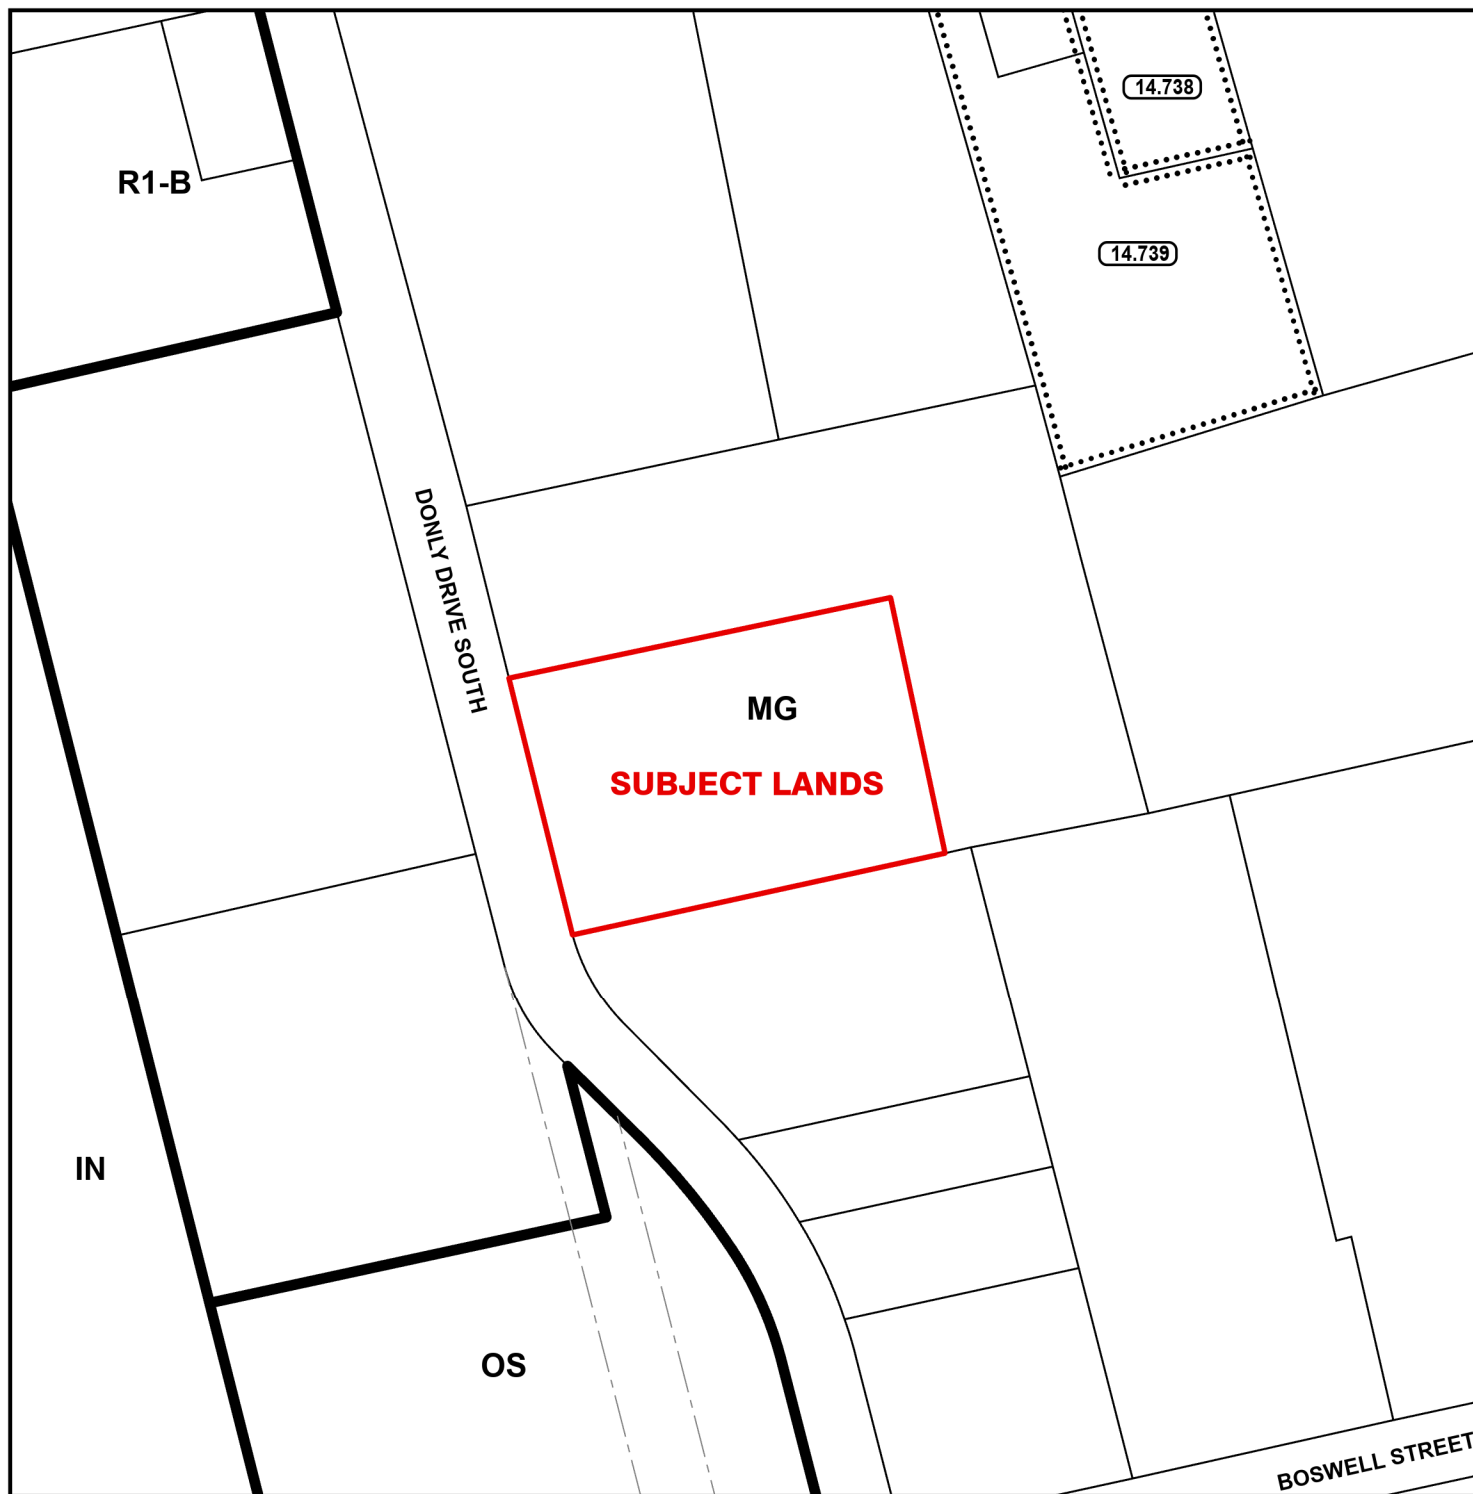 14.738
R1-B
14.739
DONLY DRIVE SOUTH
MG
SUBJECT LANDS
IN
OS
BOSWELL STREET